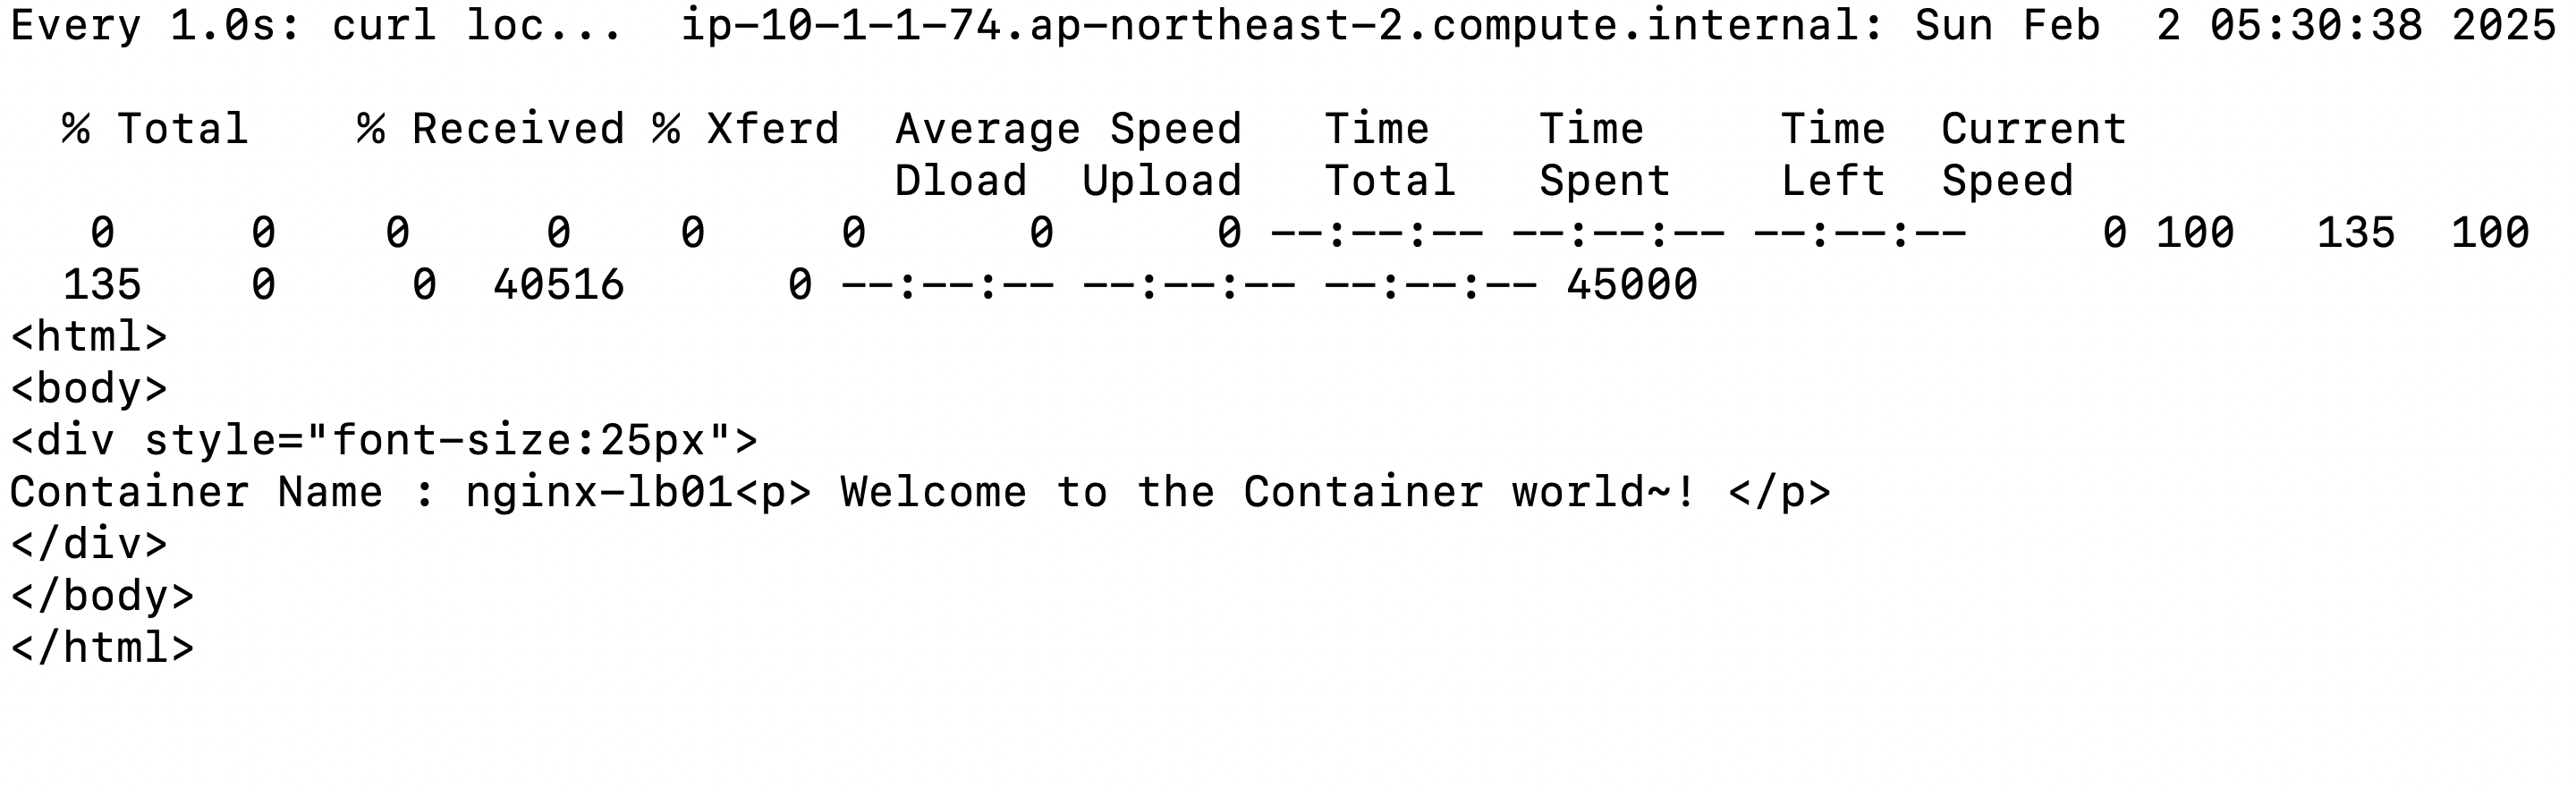 Every 1.0s: curl loc...  ip-10-1-1-74.ap-northeast-2.compute.internal: Sun Feb  2 05:30:38 2025
  % Total    % Received % Xferd  Average Speed   Time    Time     Time  Current
                                 Dload  Upload   Total   Spent    Left  Speed
   0     0    0     0    0     0      0      0 --:--:-- --:--:-- --:--:--     0 100   135  100
  135    0     0  40516      0 --:--:-- --:--:-- --:--:-- 45000
<html>
<body>
<div style="font-size:25px">
Container Name : nginx-lb01<p> Welcome to the Container world~! </p>
</div>
</body>
</html>